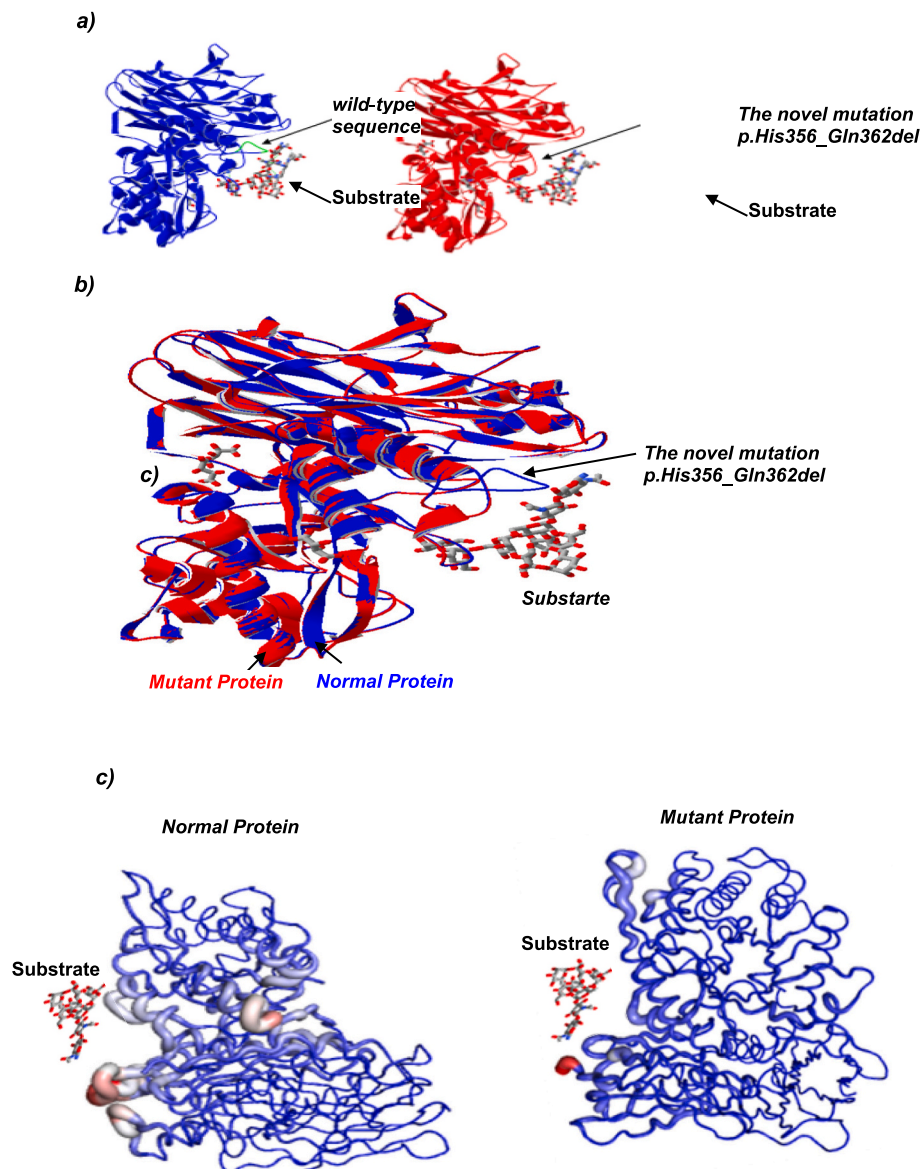 a)
wild-type
sequence
Substrate
The novel mutation
p.His356_Gln362del
Substrate
b)
The novel mutation
p.His356_Gln362del
c)
Substarte
Mutant Protein
Normal Protein
c)
Normal Protein
Mutant Protein
Substrate
Substrate